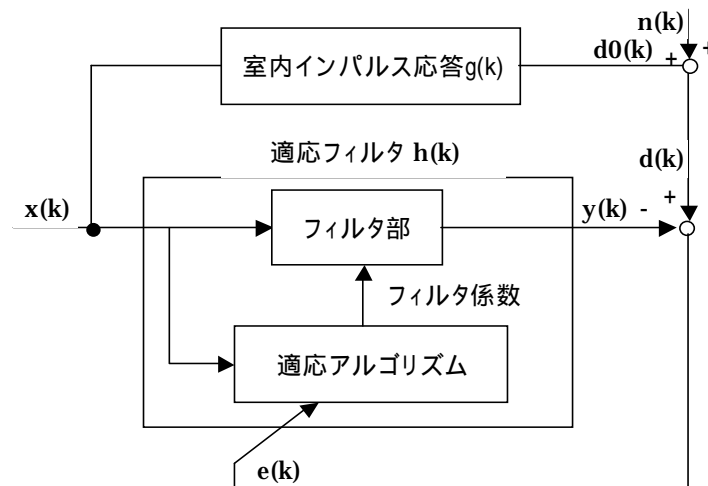 n(k)
室内インパルス応答g(k)
d0(k)
+
+
適応フィルタ h(k)
d(k)
x(k)
フィルタ部
y(k)
-
+
フィルタ係数
適応アルゴリズム
e(k)